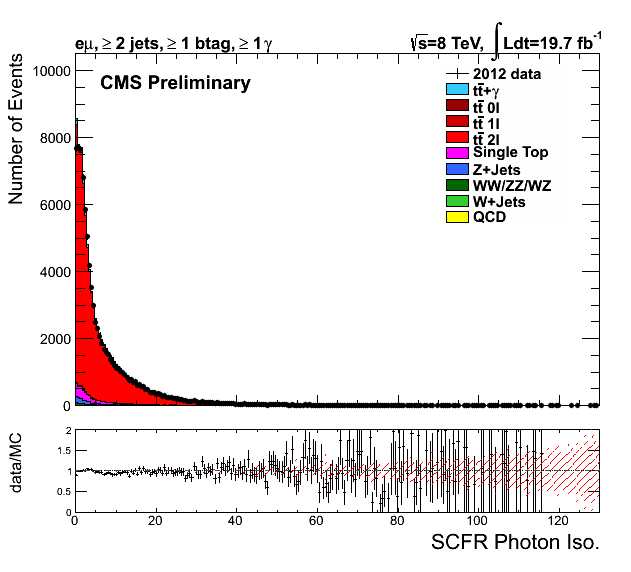 eμ, ≥ 2 jets, ≥ 1 btag, ≥ 1 γ
√s=8 TeV, ∫ Ldt=19.7 fb⁻¹
CMS Preliminary
Number of Events
10000
8000
6000
4000
2000
0
2012 data
tt̄+γ
tt̄ 0l
tt̄ 1l
tt̄ 2l
Single Top
Z+Jets
WW/ZZ/WZ
W+Jets
QCD
data/MC
2
1.5
1
0.5
0
0 20 40 60 80 100 120
SCFR Photon Iso.